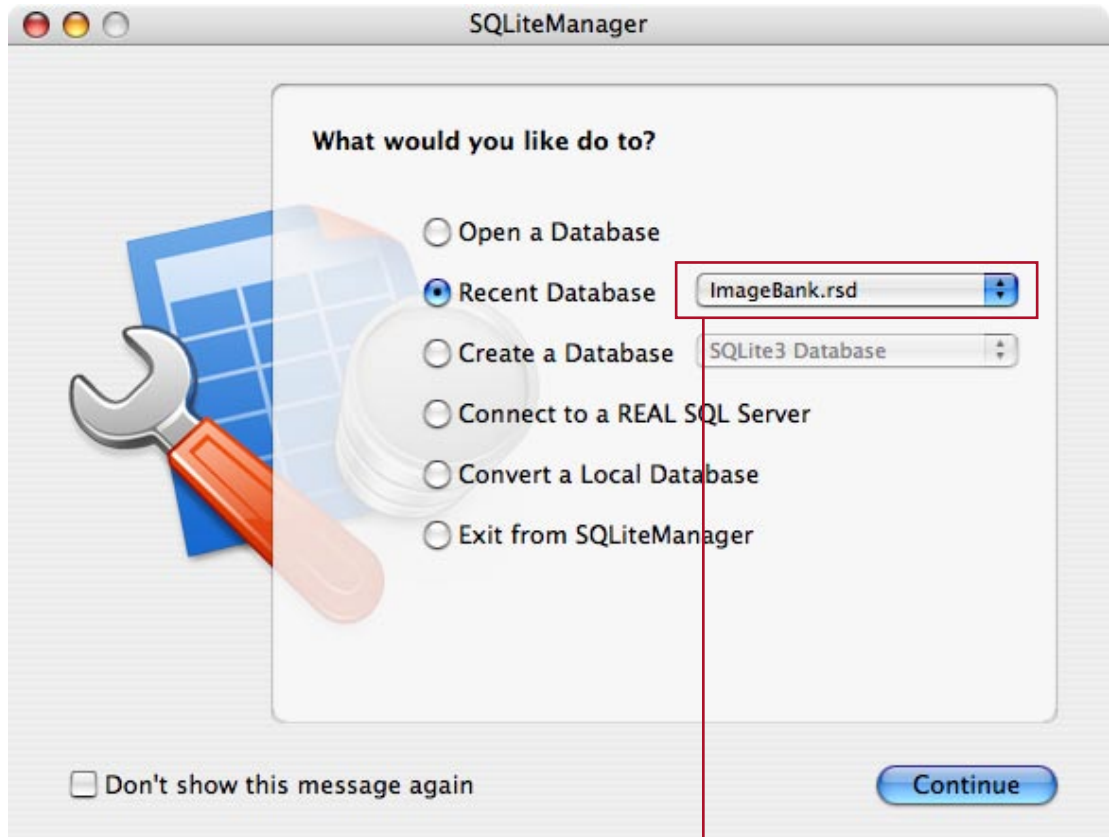 SQLiteManager
What would you like do to?
Open a Database
Recent Database ImageBank.rsd
Create a Database SQLite3 Database
Connect to a REAL SQL Server
Convert a Local Database
Exit from SQLiteManager
Don't show this message again Continue